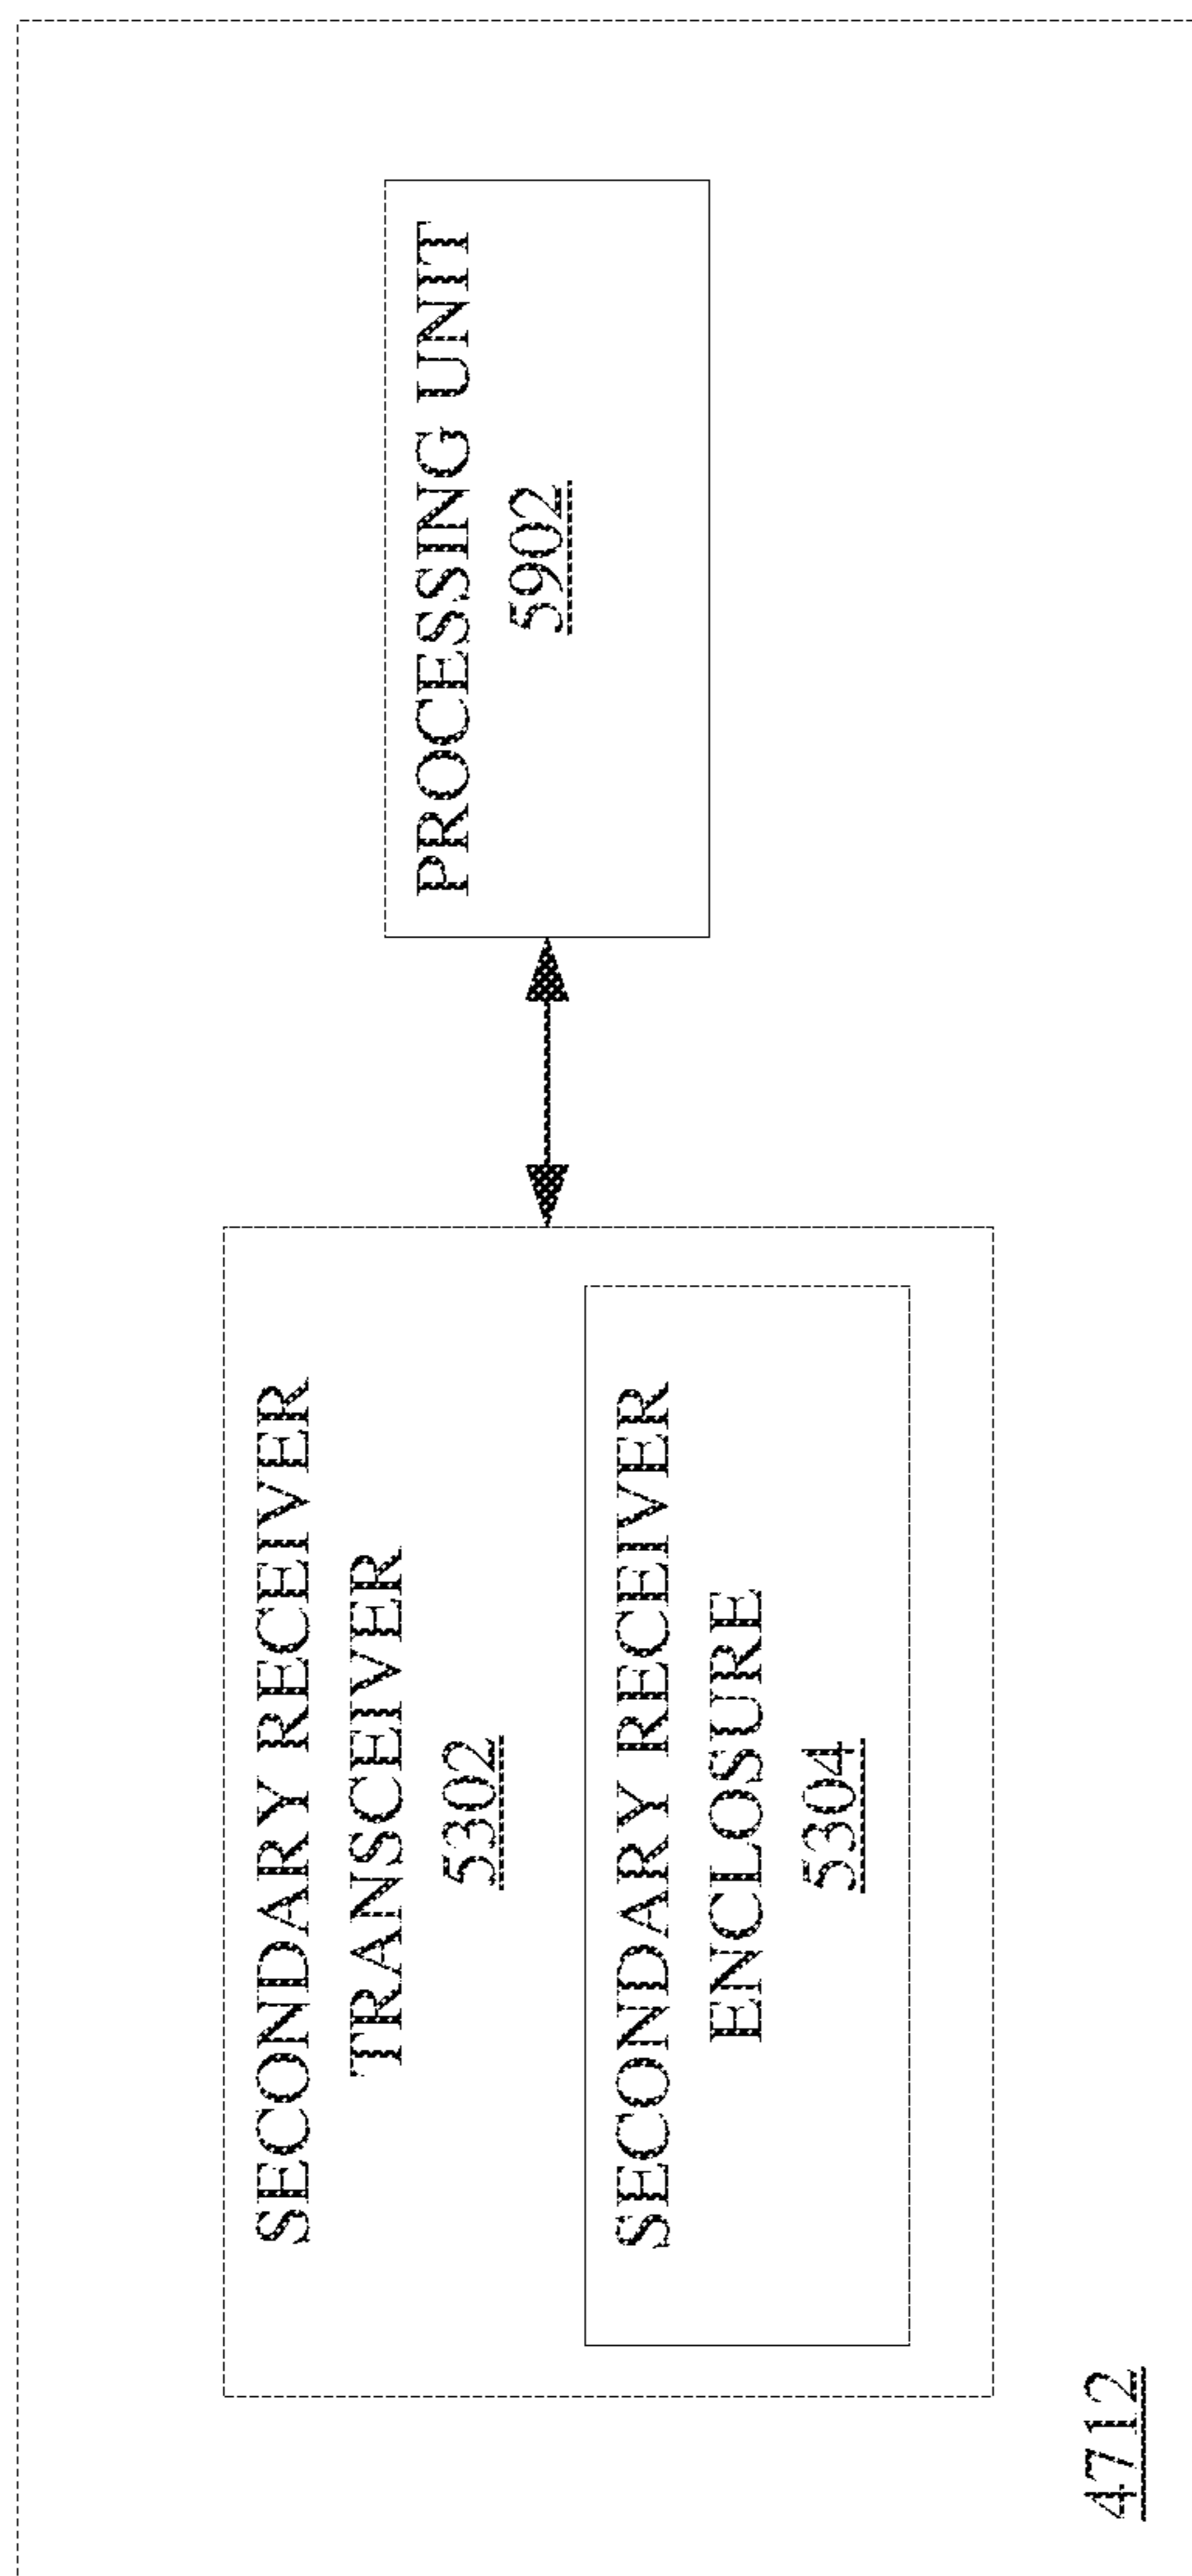 SECONDARY RECEIVER
TRANSCEIVER
5302
SECONDARY RECEIVER
ENCLOSURE
5304
PROCESSING UNIT
5902
4712